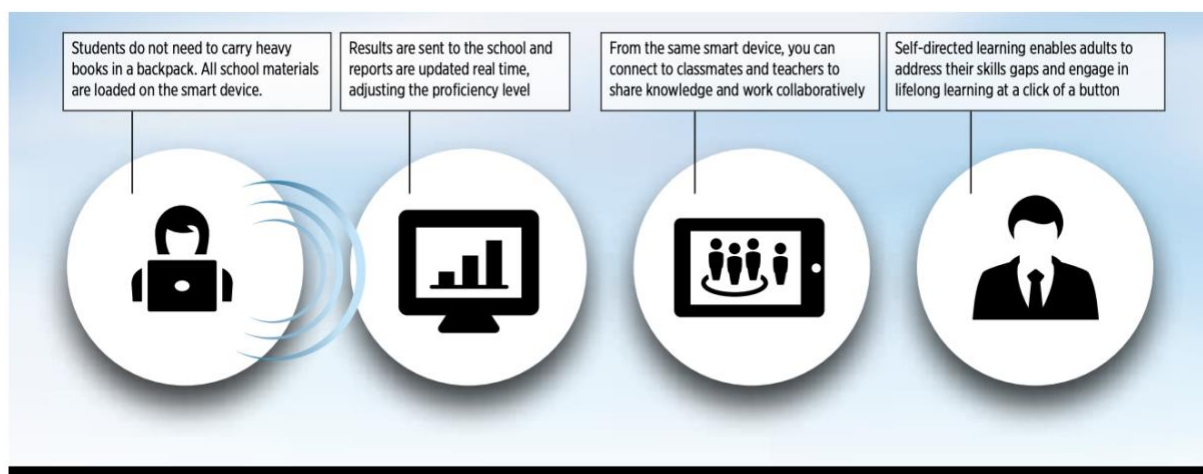 Students do not need to carry heavy
books in a backpack. All school materials
are loaded on the smart device.
Results are sent to the school and
reports are updated real time,
adjusting the proficiency level
From the same smart device, you can
connect to classmates and teachers to
share knowledge and work collaboratively
Self-directed learning enables adults to
address their skills gaps and engage in
lifelong learning at a click of a button